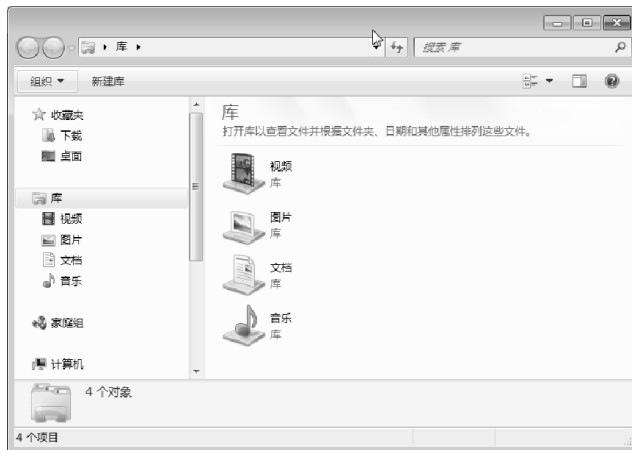 库
搜索 库
组织
新建库
收藏夹
下载
桌面
库
视频
图片
文档
音乐
家庭组
计算机
库
打开库以查看文件并根据文件夹、日期和其他属性排列这些文件。
视频
库
图片
库
文档
库
音乐
库
4 个对象
4 个项目